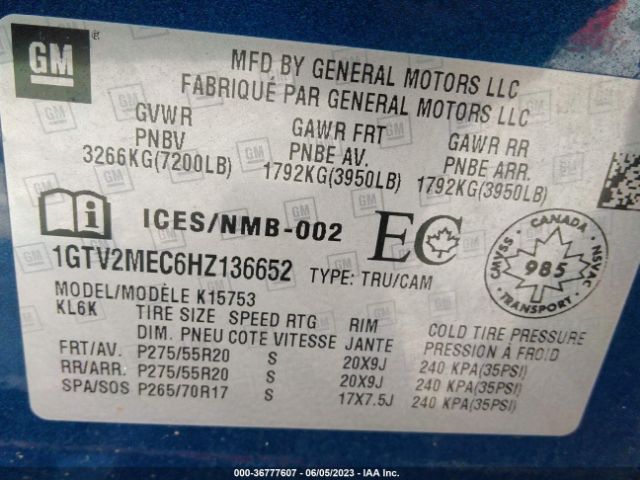 GM
MFD BY GENERAL MOTORS LLC
FABRIQUÉ PAR GENERAL MOTORS LLC
GVWR GAWR FRT GAWR RR
PNBV PNBE AV. PNBE ARR.
3266KG(7200LB) 1792KG(3950LB) 1792KG(3950LB)
ICES/NMB-002 EC
CANADA
CMVSS 985 NSVAC
TRANSPORT
1GTV2MEC6HZ136652 TYPE: TRU/CAM
MODEL/MODÈLE K15753
KL6K TIRE SIZE SPEED RTG RIM COLD TIRE PRESSURE
DIM. PNEU COTE VITESSE JANTE PRESSION À FROID
FRT/AV. P275/55R20 S 20X9J 240 KPA(35PSI)
RR/ARR. P275/55R20 S 20X9J 240 KPA(35PSI)
SPA/SOS P265/70R17 S 17X7.5J 240 KPA(35PSI)
000-36777607 - 06/05/2023 - IAA Inc.